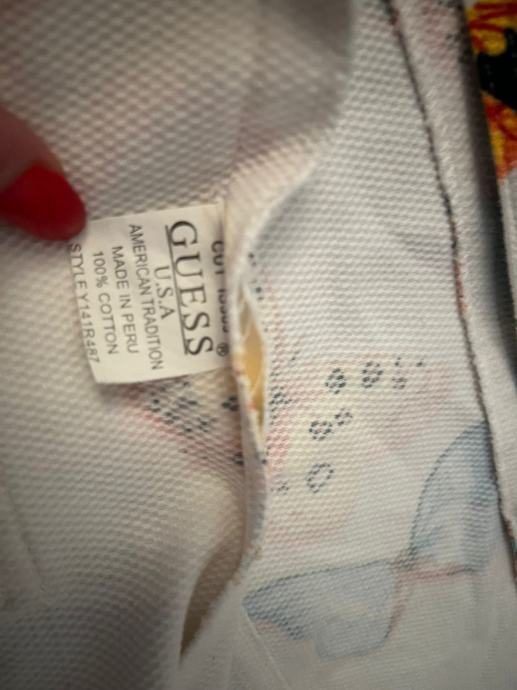 GUESS ®
U.S.A
AMERICAN TRADITION
MADE IN PERU
100% COTTON
STYLE Y141R487